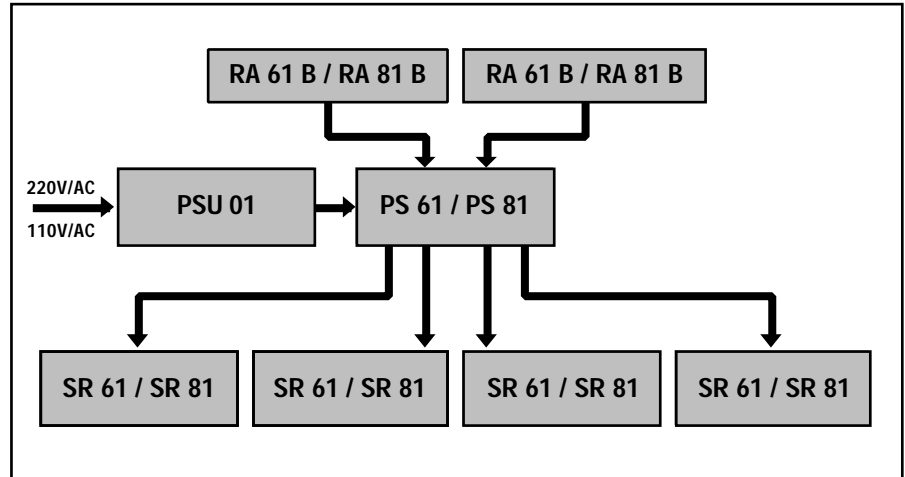 RA 61 B / RA 81 B
RA 61 B / RA 81 B
220V/AC
110V/AC
PSU 01
PS 61 / PS 81
SR 61 / SR 81
SR 61 / SR 81
SR 61 / SR 81
SR 61 / SR 81